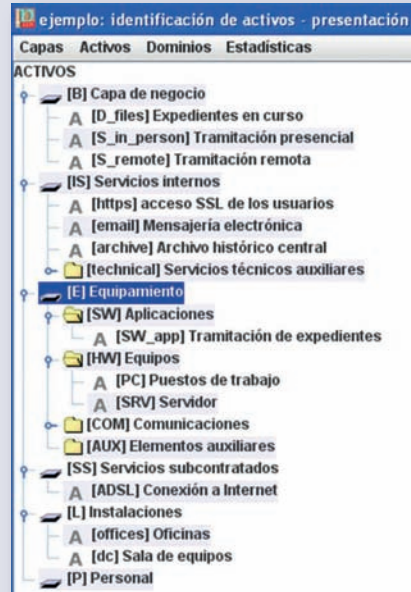 ejemplo: identificación de activos - presentación
Capas Activos Dominios Estadísticas
ACTIVOS
[B] Capa de negocio
A [D_files] Expedientes en curso
A [S_in_person] Tramitación presencial
A [S_remote] Tramitación remota
[IS] Servicios internos
A [https] acceso SSL de los usuarios
A [email] Mensajería electrónica
A [archive] Archivo histórico central
[technical] Servicios técnicos auxiliares
[E] Equipamiento
[SW] Aplicaciones
A [SW_app] Tramitación de expedientes
[HW] Equipos
A [PC] Puestos de trabajo
A [SRV] Servidor
[COM] Comunicaciones
[AUX] Elementos auxiliares
[SS] Servicios subcontratados
A [ADSL] Conexión a Internet
[L] Instalaciones
A [offices] Oficinas
A [dc] Sala de equipos
[P] Personal